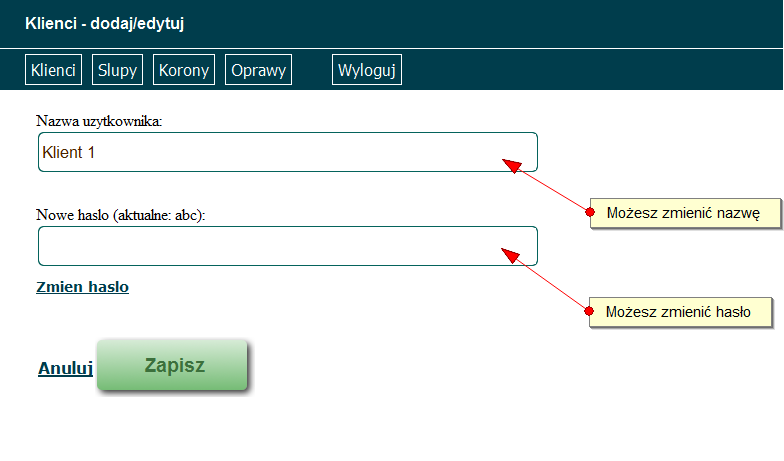 Klienci - dodaj/edytuj
Klienci Slupy Korony Oprawy Wyloguj
Nazwa uzytkownika:
Klient 1
Możesz zmienić nazwę
Nowe haslo (aktualne: abc):
Zmien haslo
Możesz zmienić hasło
Anuluj Zapisz